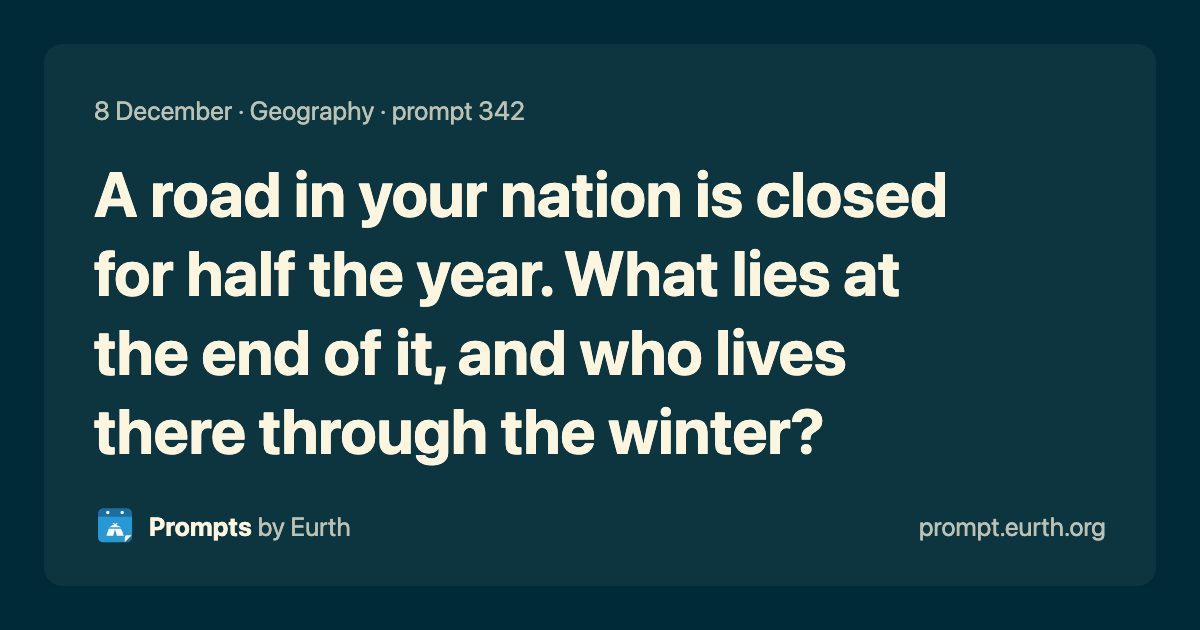 8 December · Geography · prompt 342
A road in your nation is closed
for half the year. What lies at
the end of it, and who lives
there through the winter?
Prompts by Eurth
prompt.eurth.org